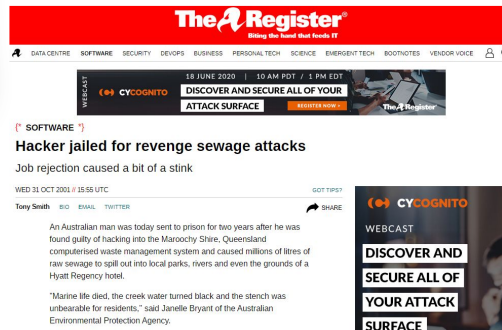 The Register®
Biting the hand that feeds IT
DATA CENTRE SOFTWARE SECURITY DEVOPS BUSINESS PERSONAL TECH SCIENCE EMERGENT TECH BOOTNOTES VENDOR VOICE
WEBCAST
CYCOGNITO
18 JUNE 2020 | 10 AM PDT / 1 PM EDT
DISCOVER AND SECURE ALL OF YOUR
ATTACK SURFACE
REGISTER NOW
The Register
{* SOFTWARE *}
Hacker jailed for revenge sewage attacks
Job rejection caused a bit of a stink
WED 31 OCT 2001 // 15:55 UTC
GOT TIPS?
Tony Smith BIO EMAIL TWITTER
SHARE
An Australian man was today sent to prison for two years after he was
found guilty of hacking into the Maroochy Shire, Queensland
computerised waste management system and caused millions of litres of
raw sewage to spill out into local parks, rivers and even the grounds of a
Hyatt Regency hotel.
"Marine life died, the creek water turned black and the stench was
unbearable for residents," said Janelle Bryant of the Australian
Environmental Protection Agency.
CYCOGNITO
WEBCAST
DISCOVER AND
SECURE ALL OF
YOUR ATTACK
SURFACE